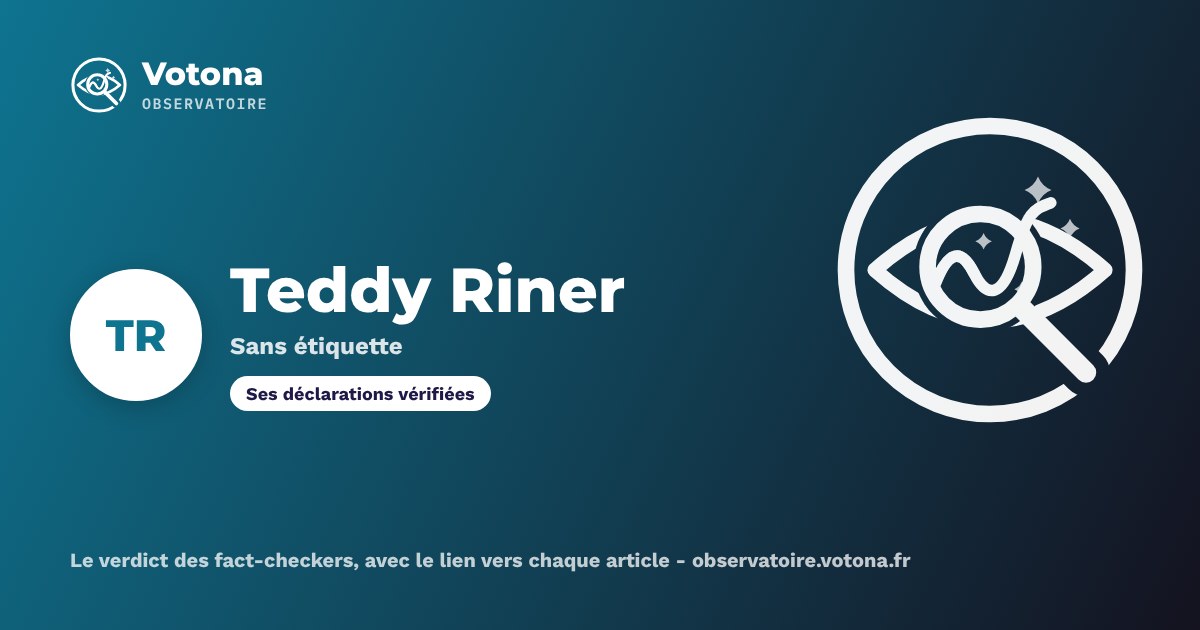 Votona
OBSERVATOIRE
TR
Teddy Riner
Sans étiquette
Ses déclarations vérifiées
Le verdict des fact-checkers, avec le lien vers chaque article - observatoire.votona.fr